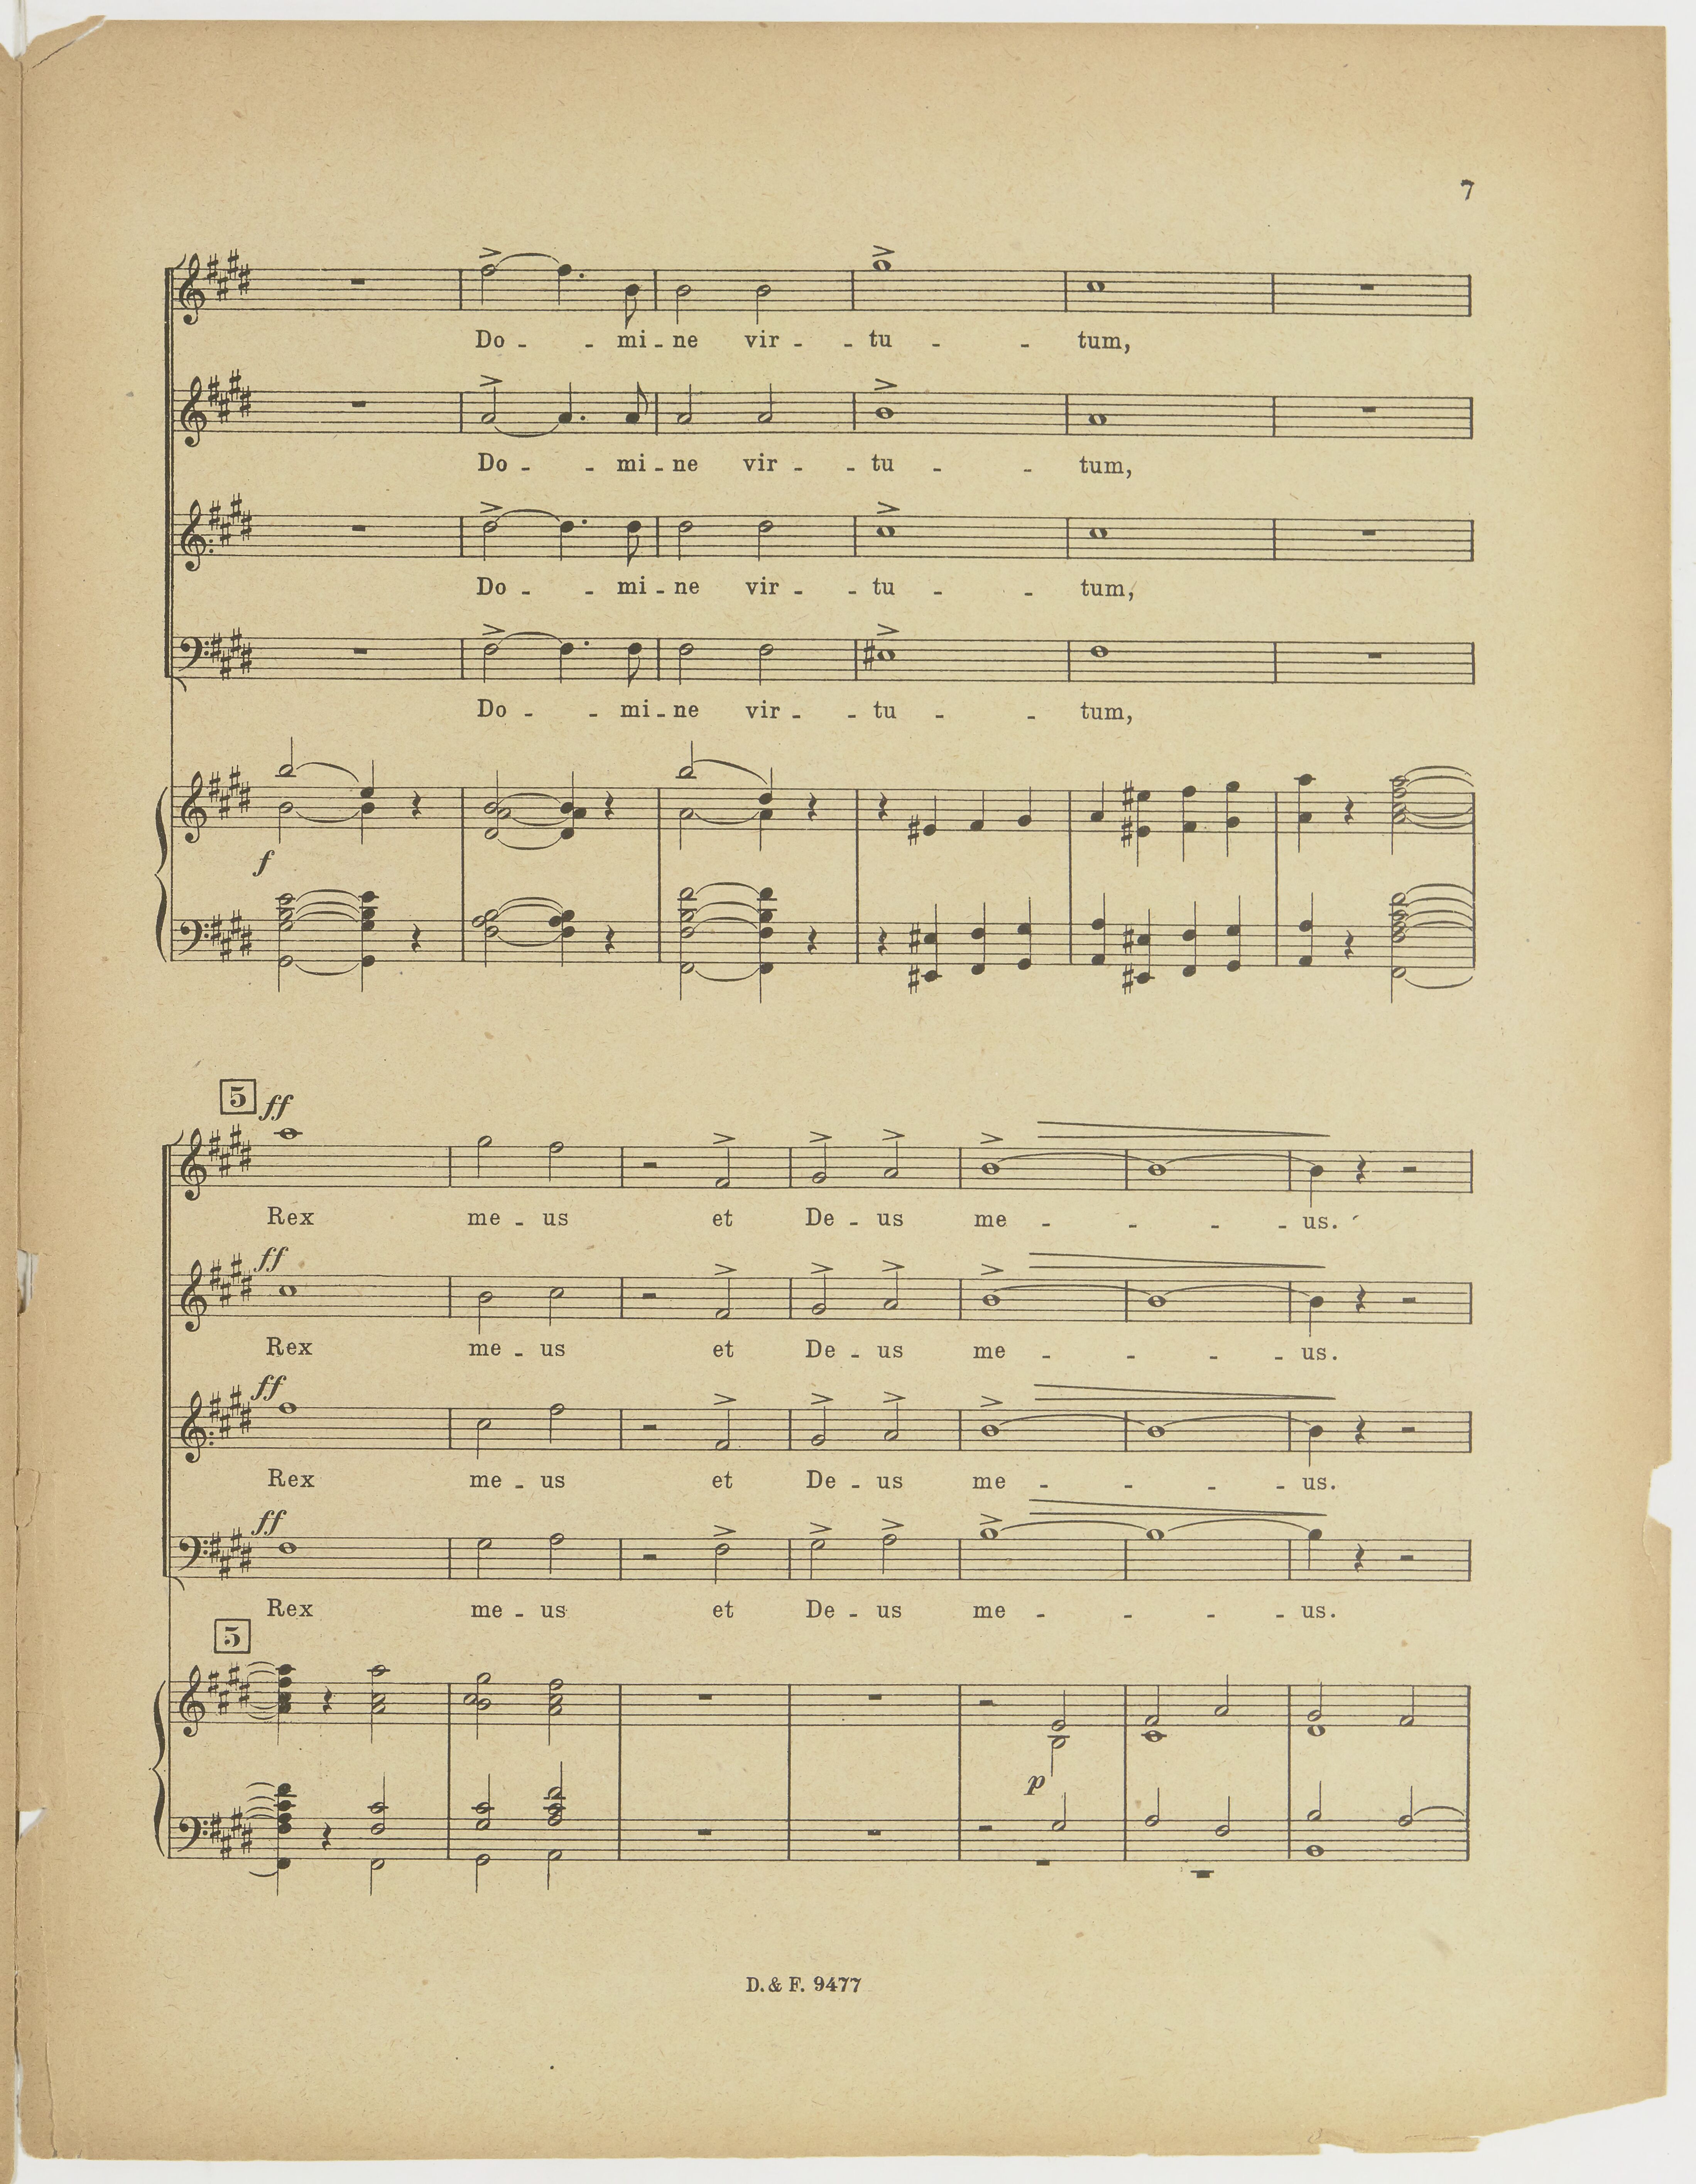 7
Do - - mi - ne vir - - tu - - tum,
Do - - mi - ne vir - - tu - - tum,
Do - - mi - ne vir - - tu - - tum,
Do - - mi - ne vir - - tu - - tum,
f
5 ff
Rex me - us et De - us me - - - us.
ff
Rex me - us et De - us me - - - us.
ff
Rex me - us et De - us me - - - us.
ff
Rex me - us et De - us me - - - us.
5
p
D. & F. 9477